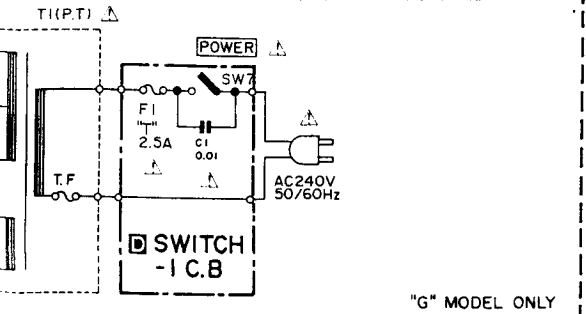 T1(P.T)
POWER
SW7
F1
2.5A
C1
0.01
T.F
AC240V
50/60Hz
D SWITCH
-1 C.B
"G" MODEL ONLY